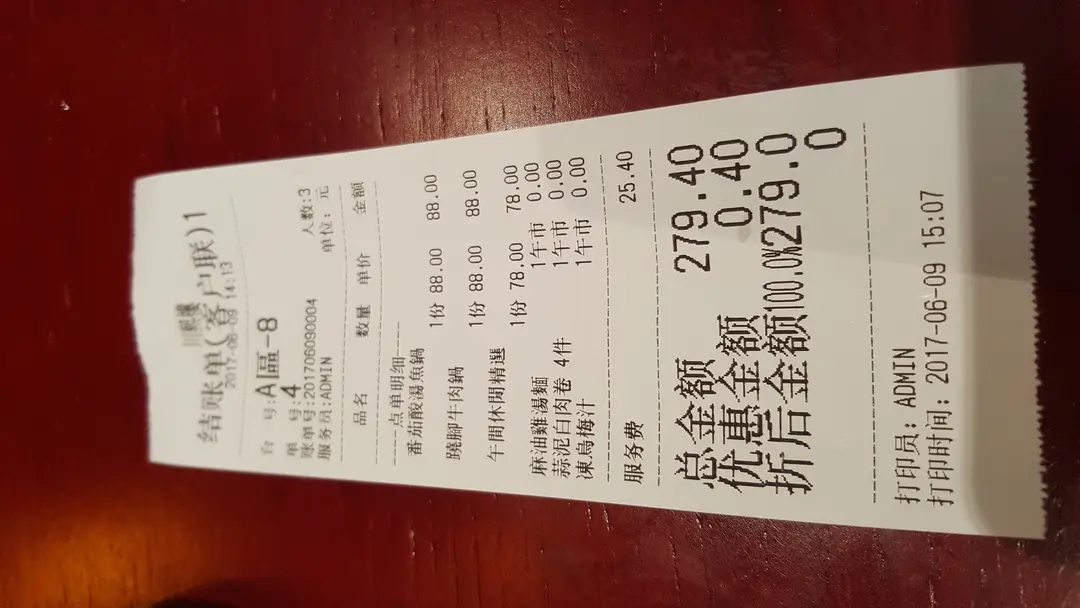 结账单(客户联)1
2017-06-09 14:13
台 号:A區-8
单 号:4
账单号:201706090004 人数:3
服务员:ADMIN 单位: 元
品名 数量 单价 金额
----点单明细----
番茄酸湯魚鍋
1份 88.00 88.00
蹺腳牛肉鍋
1份 88.00 88.00
午間休閒精選
1份 78.00 78.00
麻油雞湯麵 1午市 0.00
蒜泥白肉卷 4件 1午市 0.00
凍烏梅汁 1午市 0.00
服务费 25.40
总金额 279.40
优惠金额 0.40
折后金额100.0%279.0
0
打印员: ADMIN
打印时间: 2017-06-09 15:07